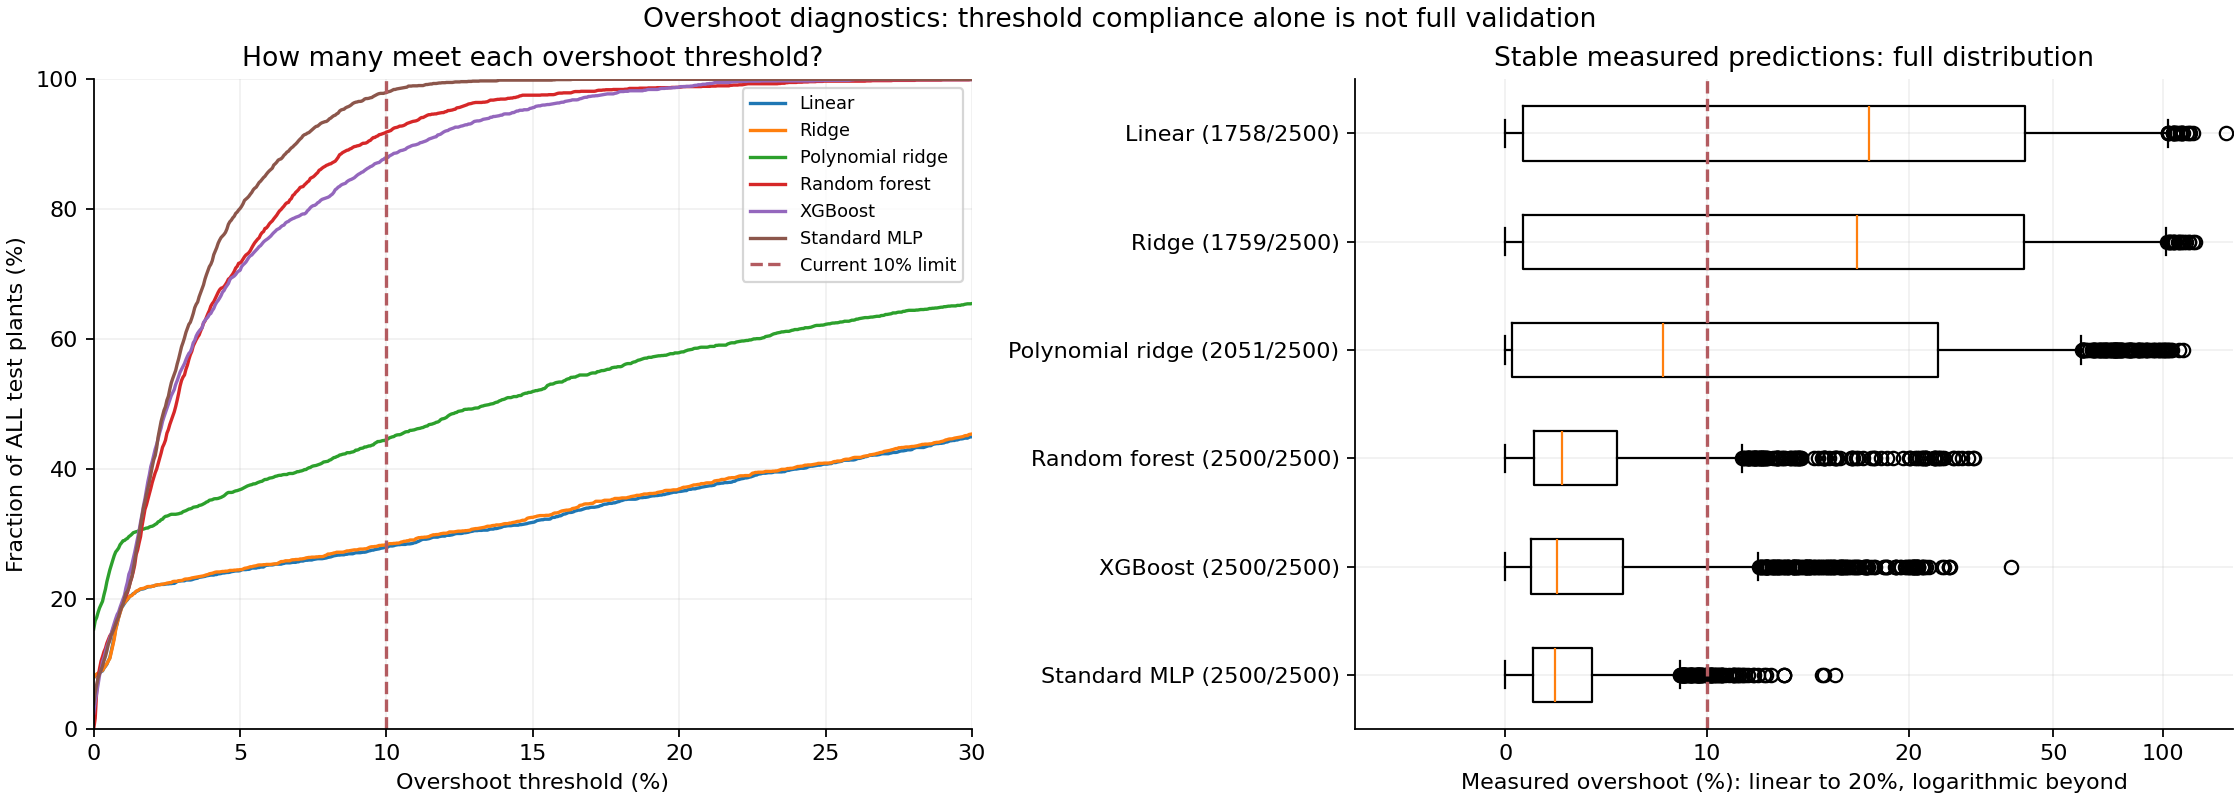 Overshoot diagnostics: threshold compliance alone is not full validation
How many meet each overshoot threshold?
Fraction of ALL test plants (%)
100
80
60
40
20
0
0 5 10 15 20 25 30
Overshoot threshold (%)
Linear
Ridge
Polynomial ridge
Random forest
XGBoost
Standard MLP
Current 10% limit
Stable measured predictions: full distribution
Linear (1758/2500)
Ridge (1759/2500)
Polynomial ridge (2051/2500)
Random forest (2500/2500)
XGBoost (2500/2500)
Standard MLP (2500/2500)
0 10 20 50 100
Measured overshoot (%): linear to 20%, logarithmic beyond